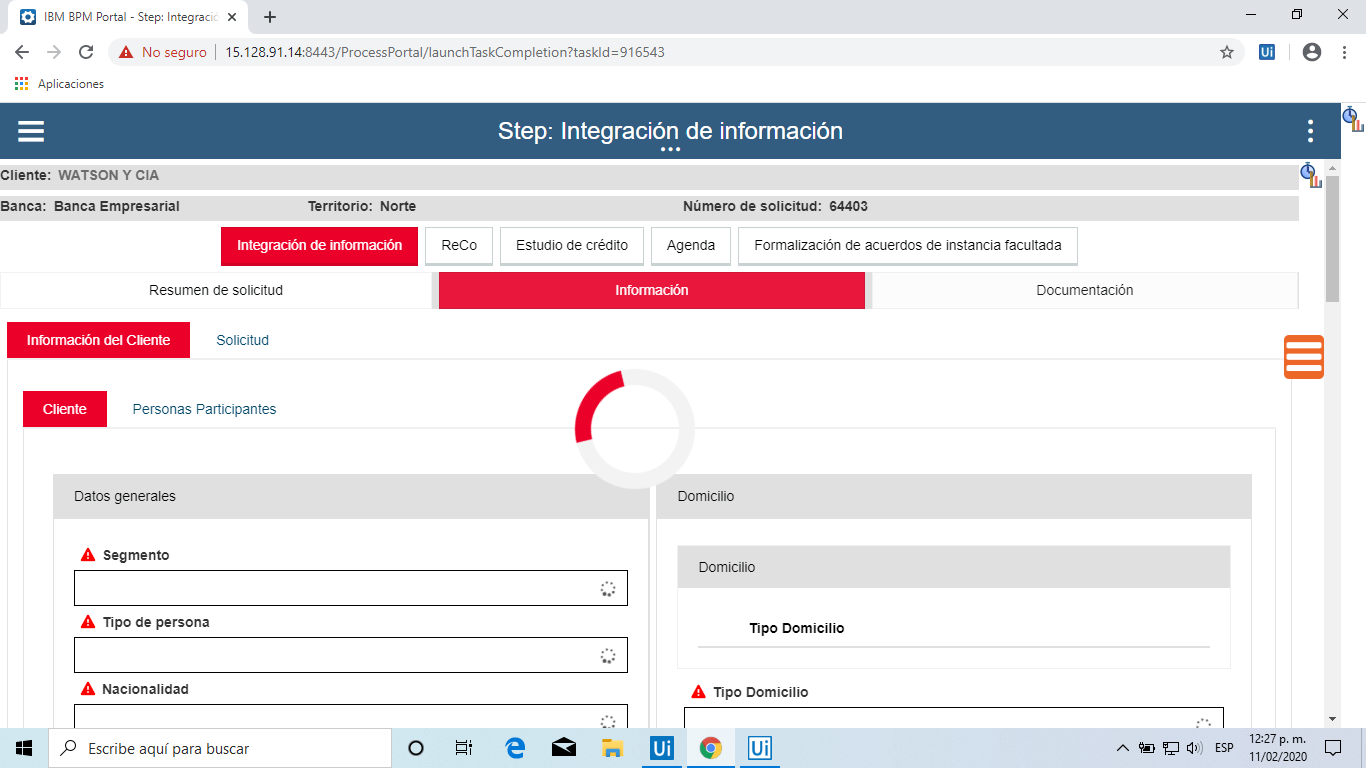 IBM BPM Portal - Step: Integració
No seguro
15.128.91.14:8443/ProcessPortal/launchTaskCompletion?taskId=916543
Ui
Aplicaciones
Step: Integración de información
Cliente: WATSON Y CIA
Banca: Banca Empresarial Territorio: Norte Número de solicitud: 64403
Integración de información ReCo Estudio de crédito Agenda Formalización de acuerdos de instancia facultada
Resumen de solicitud Información Documentación
Información del Cliente Solicitud
Cliente Personas Participantes
Datos generales Domicilio
Segmento
Domicilio
Tipo de persona
Tipo Domicilio
Nacionalidad
Tipo Domicilio
Escribe aquí para buscar
Ui Ui
ESP
12:27 p. m.
11/02/2020